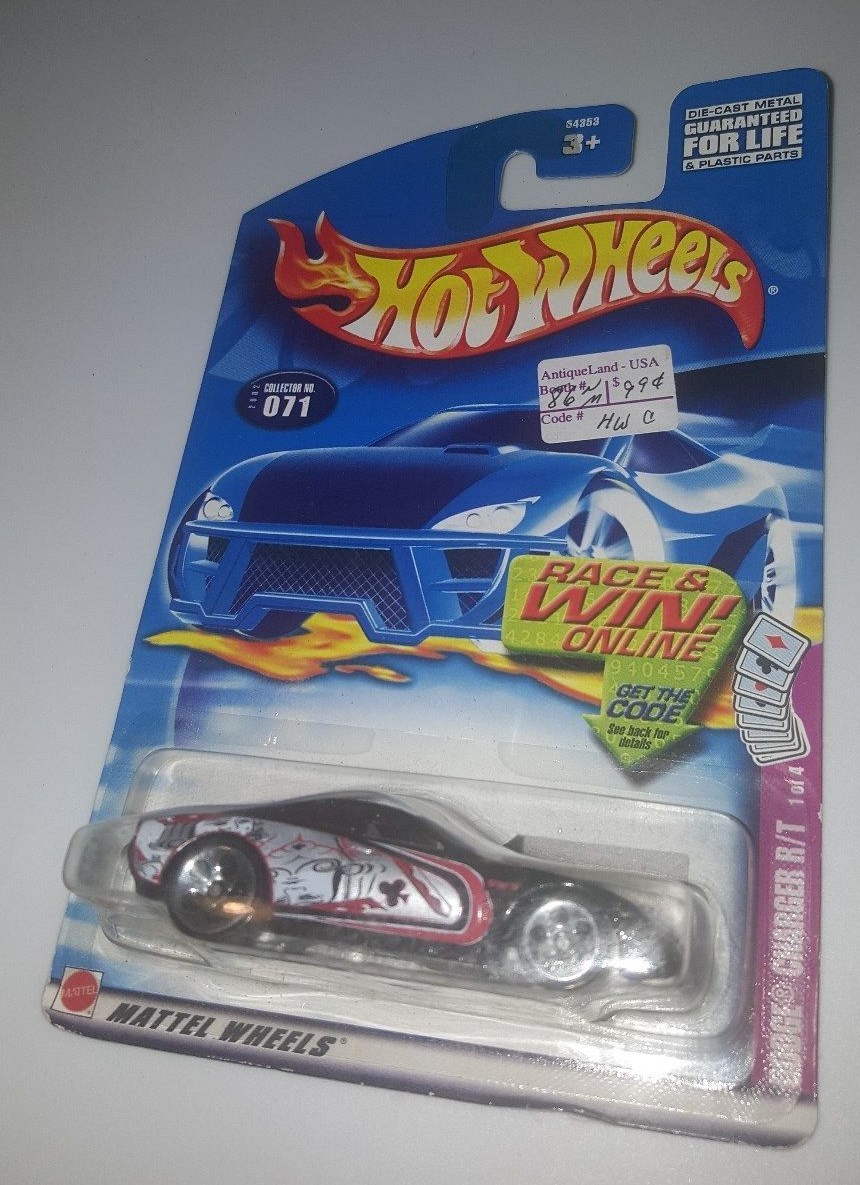 54353
3+
DIE-CAST METAL
GUARANTEED
FOR LIFE
& PLASTIC PARTS
HOT WHEELS®
2002 COLLECTOR NO.
071
AntiqueLand - USA
Booth # 86 $ 99¢
Code # HW C
RACE &
WIN!
ONLINE
GET THE
CODE
See back for
details
DODGE® CHARGER R/T 1 of 4
MATTEL
MATTEL WHEELS®